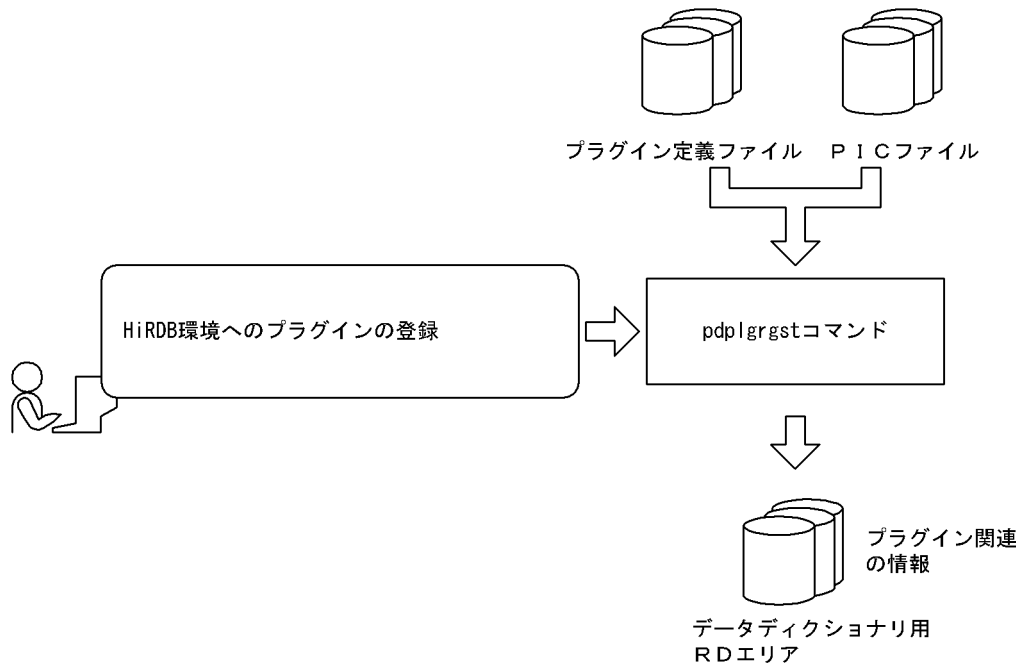 プラグイン定義ファイル
ＰＩＣファイル
HiRDB環境へのプラグインの登録
pdplgrgstコマンド
プラグイン関連
の情報
データディクショナリ用
ＲＤエリア